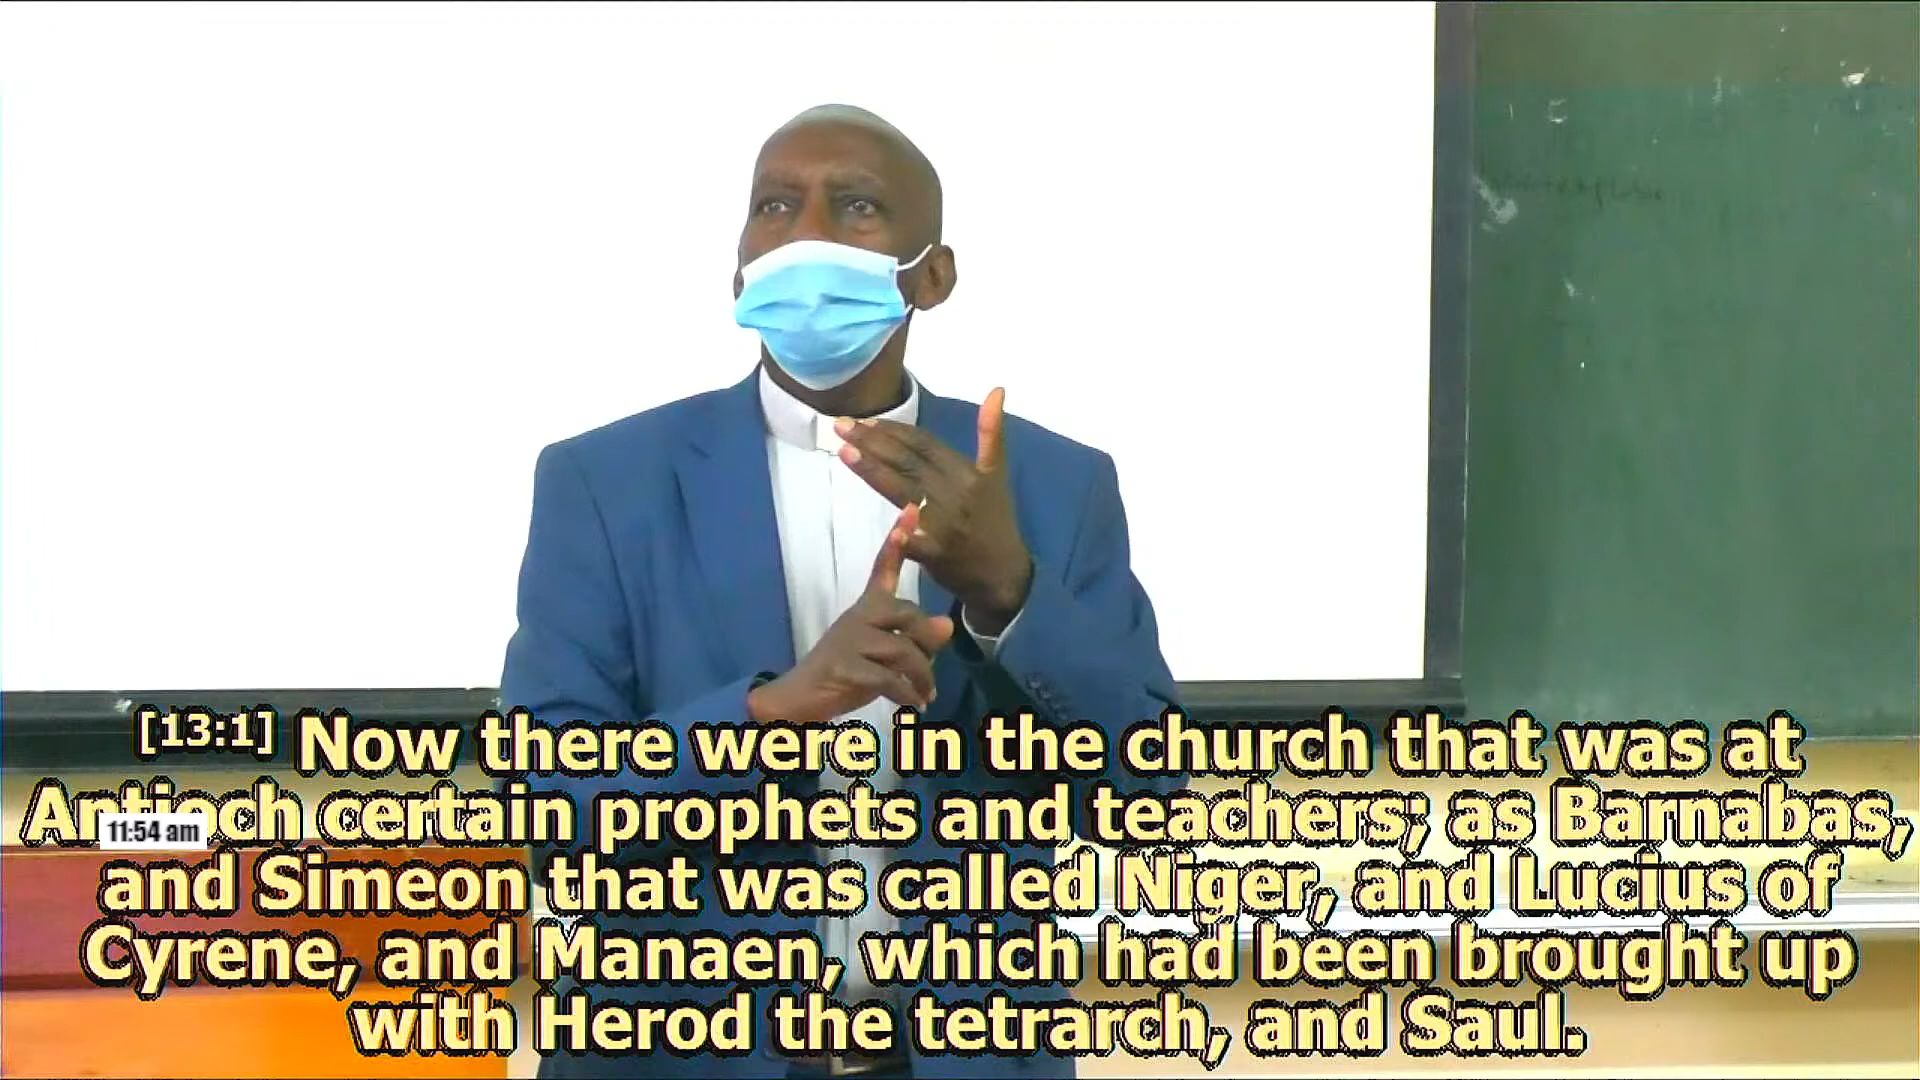 [13:1] Now there were in the church that was at
Antioch certain prophets and teachers; as Barnabas,
11:54 am
and Simeon that was called Niger, and Lucius of
Cyrene, and Manaen, which had been brought up
with Herod the tetrarch, and Saul.